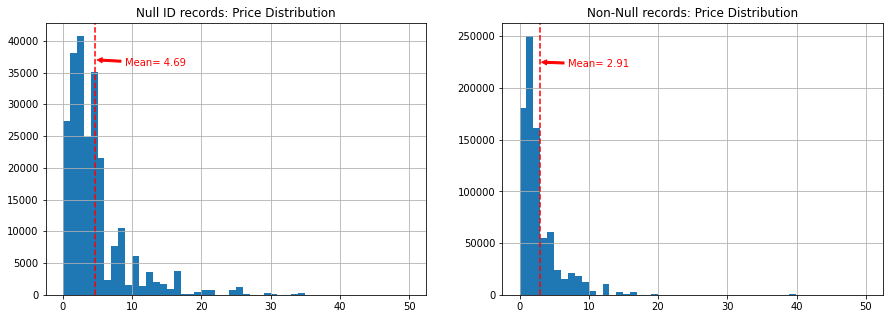 Null ID records: Price Distribution
40000
35000
30000
25000
20000
15000
10000
5000
0
0 10 20 30 40 50
Mean= 4.69
Non-Null records: Price Distribution
250000
200000
150000
100000
50000
0
0 10 20 30 40 50
Mean= 2.91